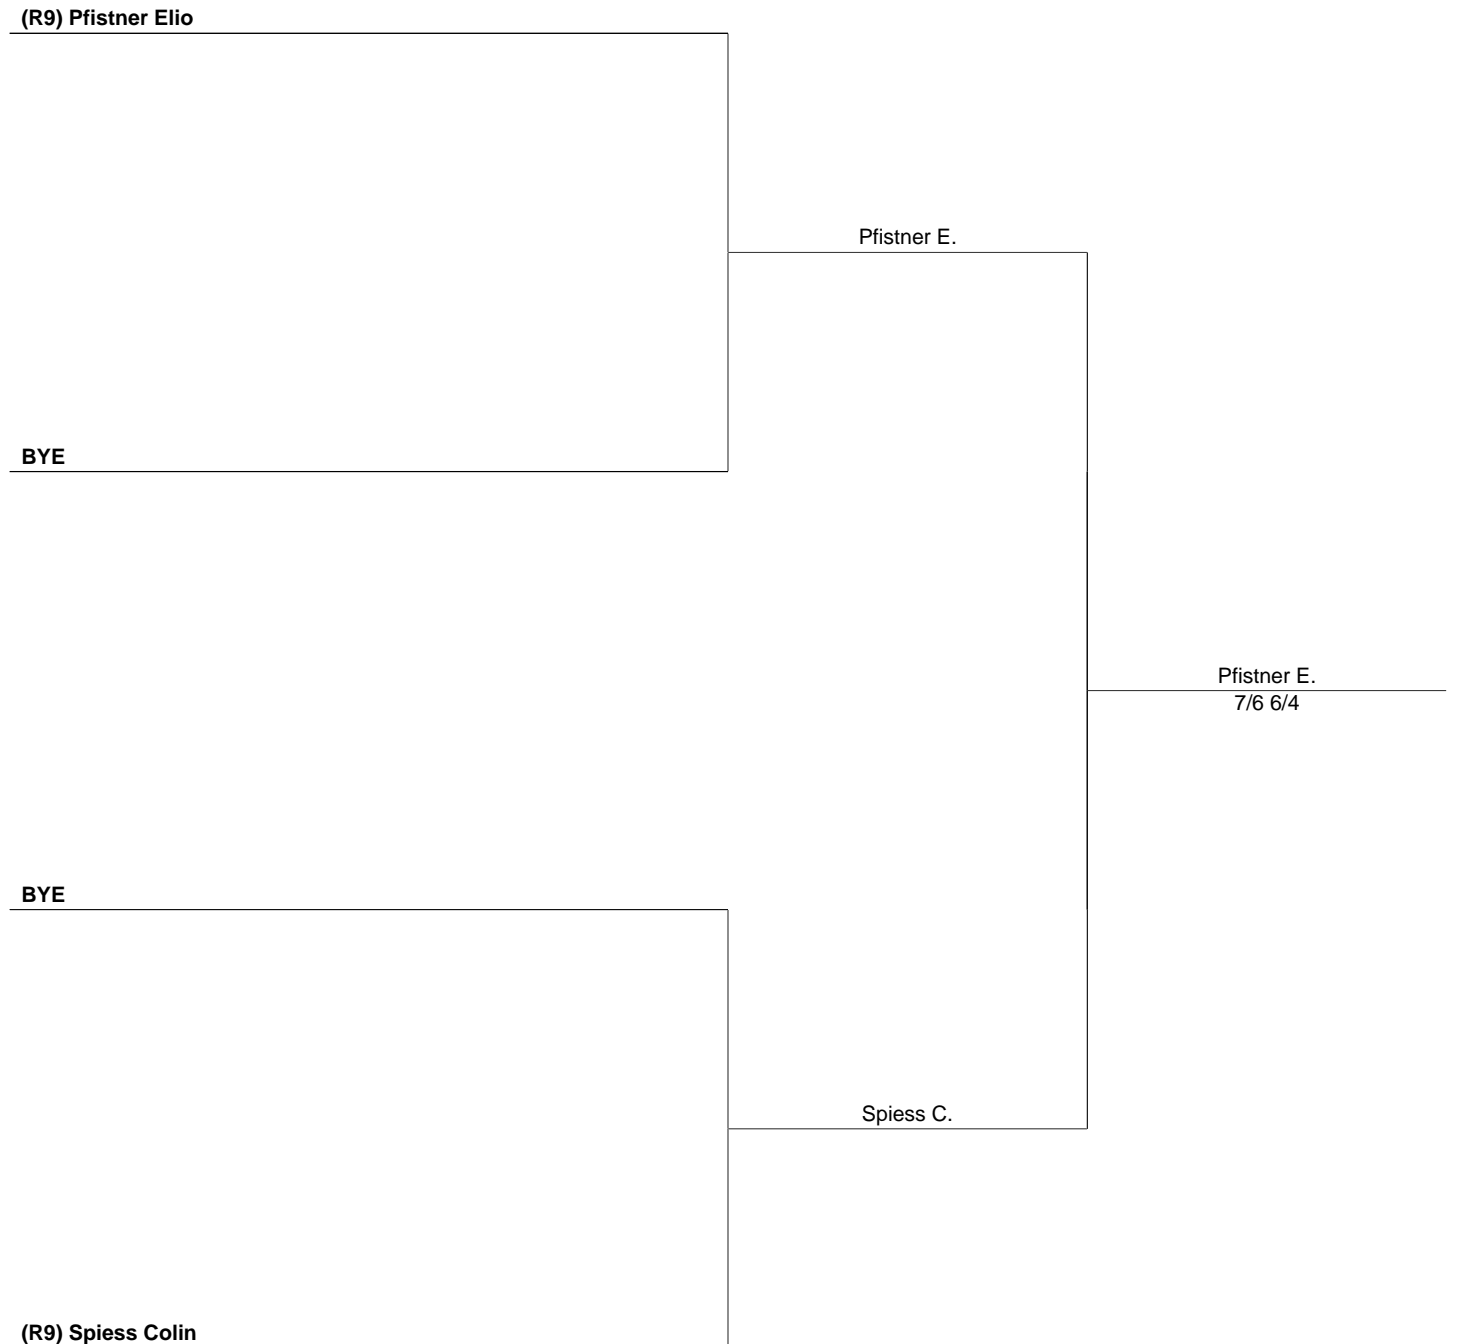 (R9) Pfistner Elio
Pfistner E.
BYE
Pfistner E.
7/6 6/4
BYE
Spiess C.
(R9) Spiess Colin